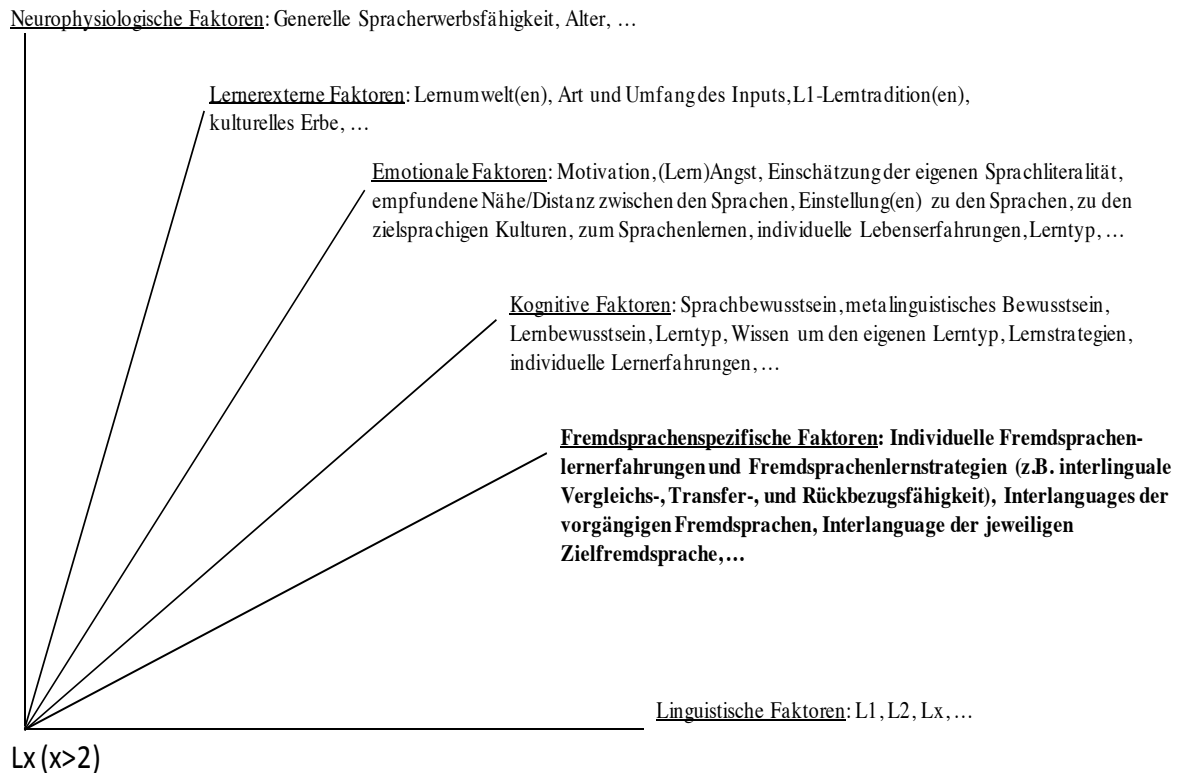 Neurophysiologische Faktoren: Generelle Spracherwerbsfähigkeit, Alter, …
Lernerexterne Faktoren: Lernumwelt(en), Art und Umfang des Inputs, L1-Lerntradition(en),
kulturelles Erbe, …
Emotionale Faktoren: Motivation, (Lern)Angst, Einschätzung der eigenen Sprachliteralität,
empfundene Nähe/Distanz zwischen den Sprachen, Einstellung(en) zu den Sprachen, zu den
zielsprachigen Kulturen, zum Sprachenlernen, individuelle Lebenserfahrungen, Lerntyp, …
Kognitive Faktoren: Sprachbewusstsein, metalinguistisches Bewusstsein,
Lernbewusstsein, Lerntyp, Wissen um den eigenen Lerntyp, Lernstrategien,
individuelle Lernerfahrungen, …
Fremdsprachenspezifische Faktoren: Individuelle Fremdsprachen-
lernerfahrungen und Fremdsprachenlernstrategien (z.B. interlinguale
Vergleichs-, Transfer-, und Rückbezugsfähigkeit), Interlanguages der
vorgängigen Fremdsprachen, Interlanguage der jeweiligen
Zielfremdsprache, …
Linguistische Faktoren: L1, L2, Lx, …
Lx (x>2)